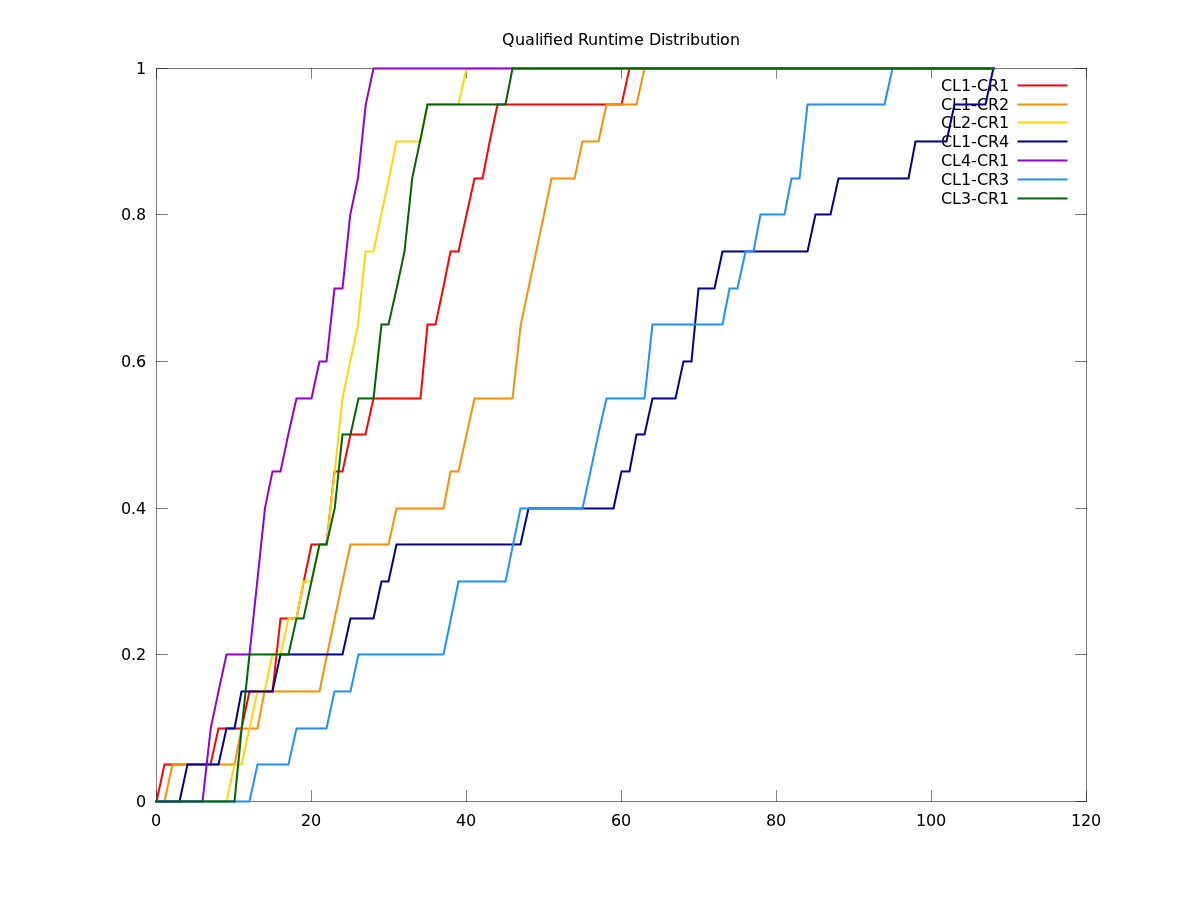 Qualified Runtime Distribution
1
0.8
0.6
0.4
0.2
0
0 20 40 60 80 100 120
CL1-CR1
CL1-CR2
CL2-CR1
CL1-CR4
CL4-CR1
CL1-CR3
CL3-CR1